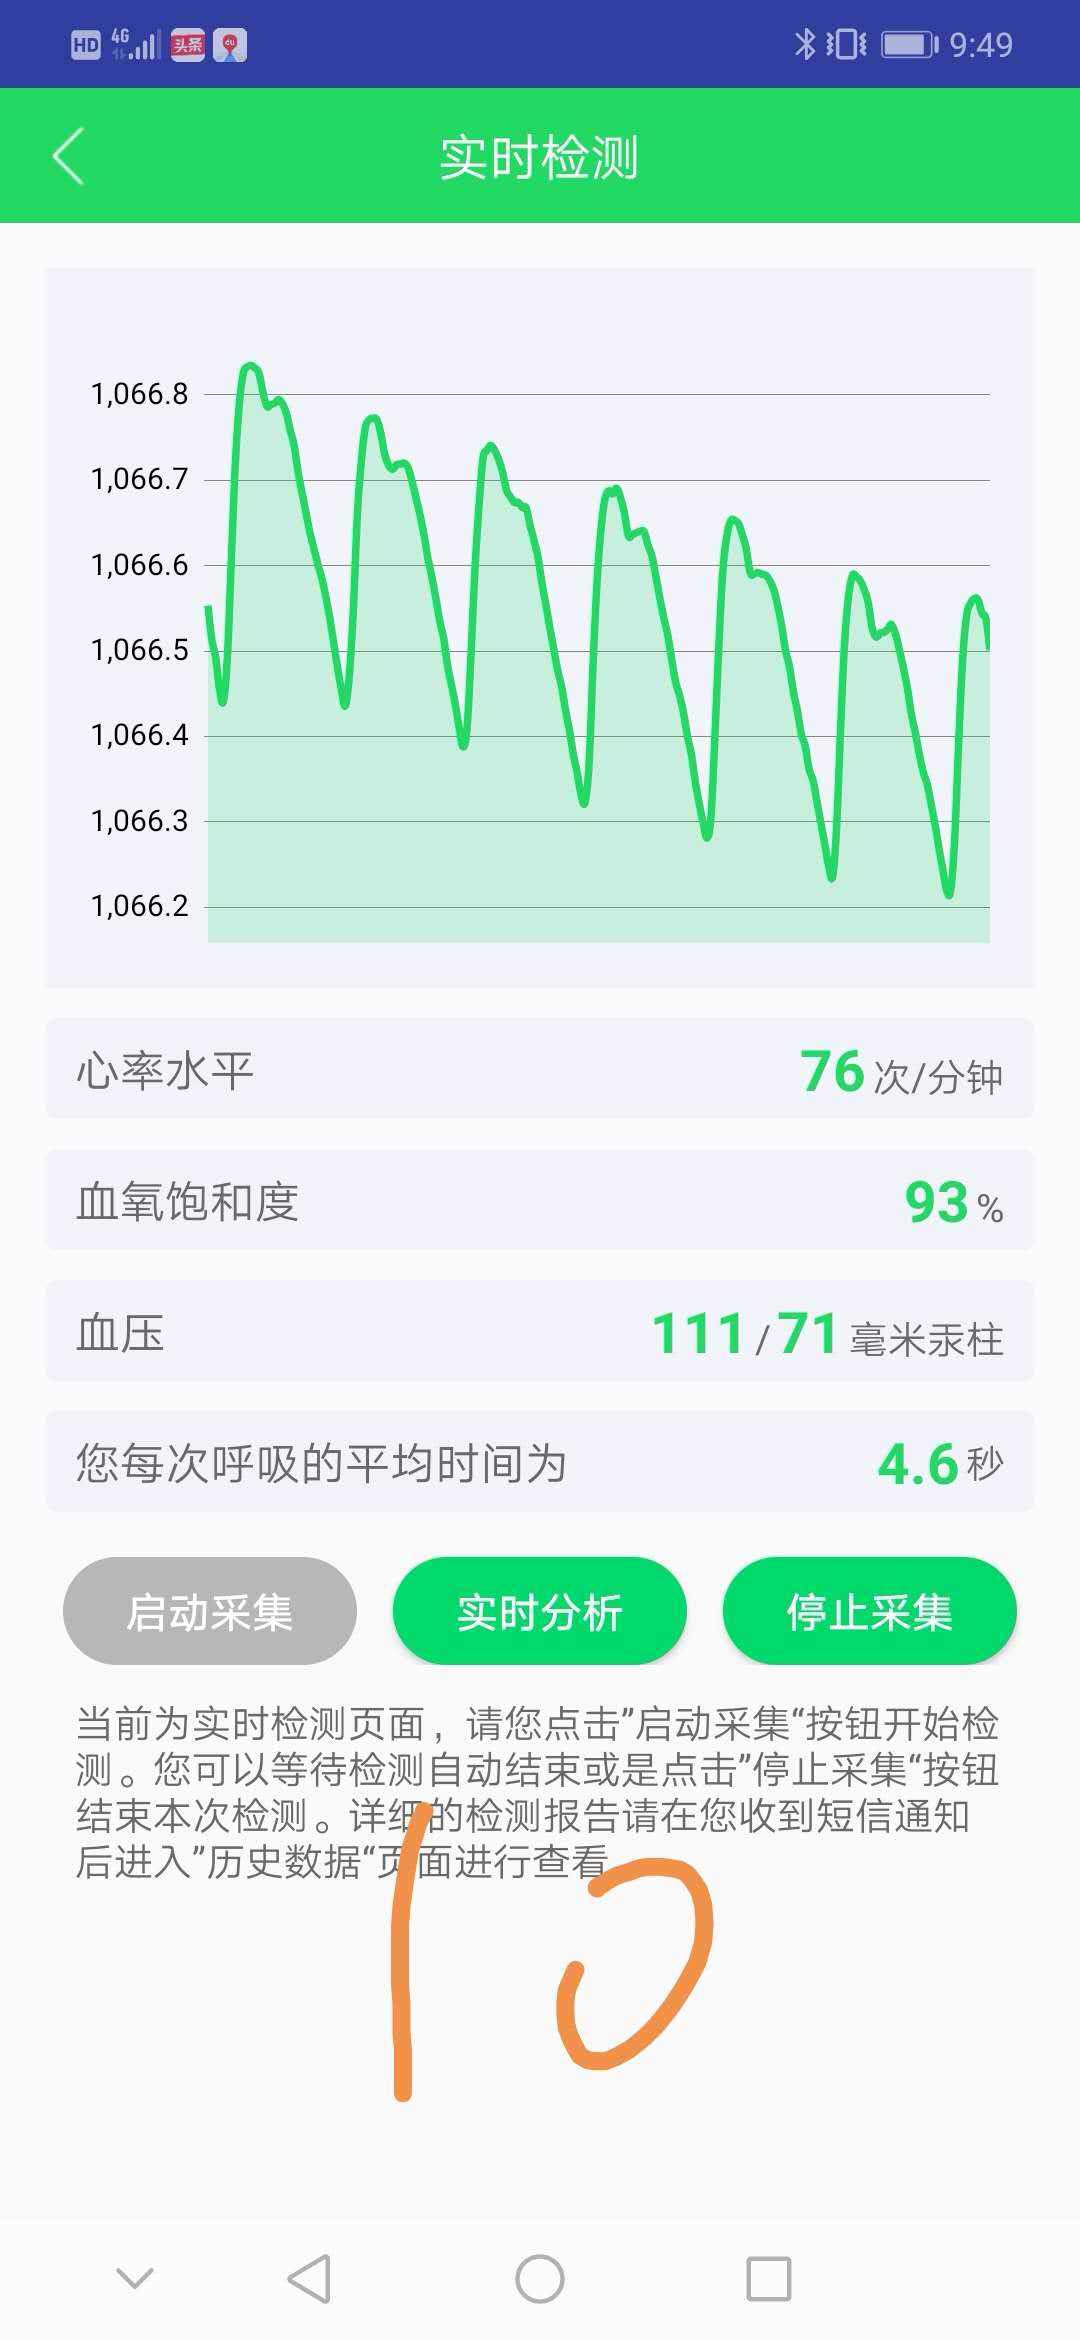 HD 4G 头条 du 9:49
实时检测
1,066.8
1,066.7
1,066.6
1,066.5
1,066.4
1,066.3
1,066.2
心率水平 76 次/分钟
血氧饱和度 93 %
血压 111 / 71 毫米汞柱
您每次呼吸的平均时间为 4.6 秒
启动采集 实时分析 停止采集
当前为实时检测页面，请您点击”启动采集“按钮开始检
测。您可以等待检测自动结束或是点击”停止采集“按钮
结束本次检测。详细的检测报告请在您收到短信通知
后进入”历史数据“页面进行查看
10